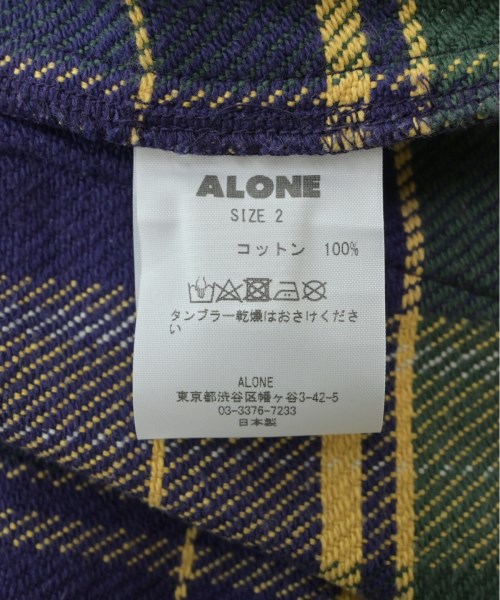 ALONE
SIZE 2
コットン 100%
タンブラー乾燥はおさけくださ
い
ALONE
東京都渋谷区幡ヶ谷3-42-5
03-3376-7233
日本製